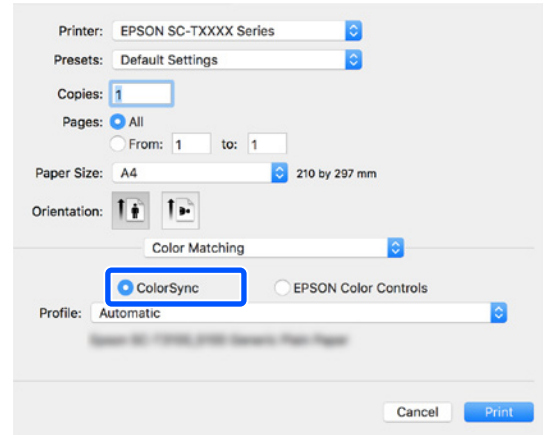 Printer: EPSON SC-TXXXX Series
Presets: Default Settings
Copies: 1
Pages: All
From: 1 to: 1
Paper Size: A4 210 by 297 mm
Orientation:
Color Matching
ColorSync EPSON Color Controls
Profile: Automatic
Cancel Print